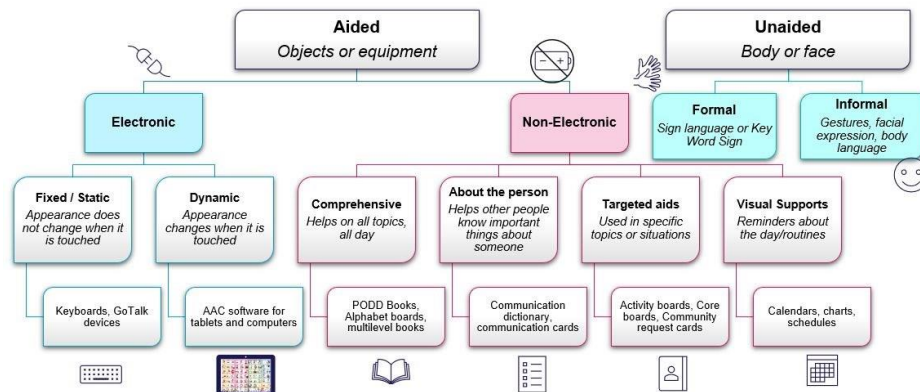 Aided
Objects or equipment
Unaided
Body or face
Electronic
Non-Electronic
Formal
Sign language or Key
Word Sign
Informal
Gestures, facial
expression, body
language
Fixed / Static
Appearance does
not change when it
is touched
Dynamic
Appearance
changes when it is
touched
Comprehensive
Helps on all topics,
all day
About the person
Helps other people
know important
things about
someone
Targeted aids
Used in specific
topics or situations
Visual Supports
Reminders about
the day/routines
Keyboards, GoTalk
devices
AAC software for
tablets and computers
PODD Books,
Alphabet boards,
multilevel books
Communication
dictionary,
communication cards
Activity boards, Core
boards, Community
request cards
Calendars, charts,
schedules